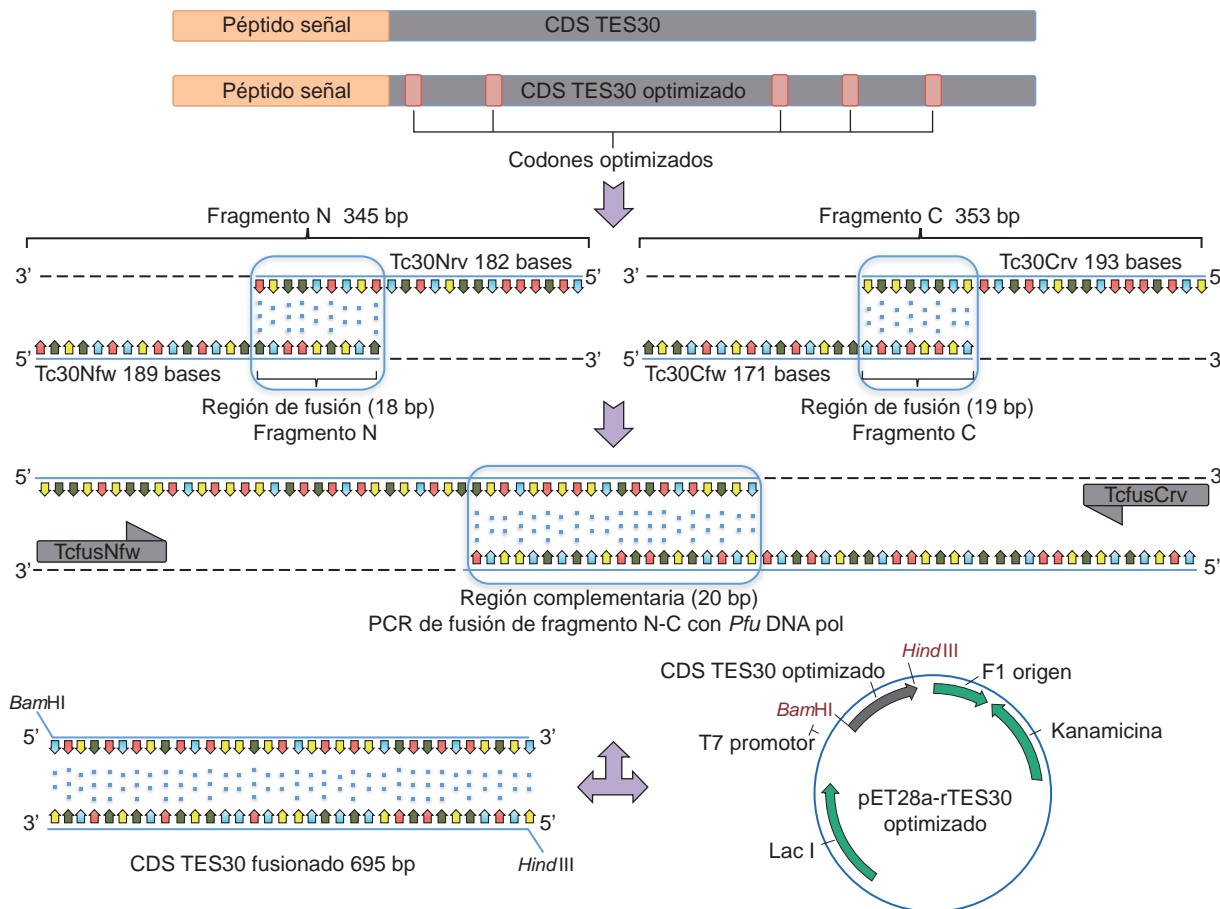 Péptido señal
CDS TES30
Péptido señal
CDS TES30 optimizado
Codones optimizados
Fragmento N 345 bp
Fragmento C 353 bp
3’
Tc30Nrv 182 bases
5’
3’
Tc30Crv 193 bases
5’
5’
3’
5’
3’
Tc30Nfw 189 bases
Tc30Cfw 171 bases
Región de fusión (18 bp)
Fragmento N
Región de fusión (19 bp)
Fragmento C
5’
3’
TcfusCrv
TcfusNfw
3’
5’
Región complementaria (20 bp)
PCR de fusión de fragmento N-C con Pfu DNA pol
BamHI
5’
3’
3’
5’
CDS TES30 fusionado 695 bp
HindIII
HindIII
CDS TES30 optimizado
F1 origen
BamHI
T7 promotor
Kanamicina
pET28a-rTES30
optimizado
Lac I